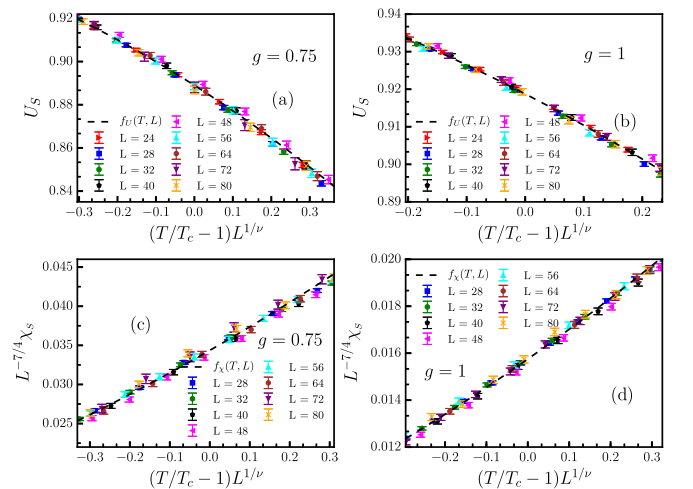 0.92
0.90
0.88
0.86
0.84
U_S
g = 0.75
(a)
f_U(T, L)
L = 24
L = 28
L = 32
L = 40
L = 48
L = 56
L = 64
L = 72
L = 80
−0.3 −0.2 −0.1 0.0 0.1 0.2 0.3
(T/T_c − 1)L^{1/ν}
0.94
0.93
0.92
0.91
0.90
0.89
U_S
g = 1
(b)
f_U(T, L)
L = 24
L = 28
L = 32
L = 40
L = 48
L = 56
L = 64
L = 72
L = 80
−0.2 −0.1 0.0 0.1 0.2
(T/T_c − 1)L^{1/ν}
0.045
0.040
0.035
0.030
0.025
L^{−7/4}χ_S
(c)
g = 0.75
f_χ(T, L)
L = 28
L = 32
L = 40
L = 48
L = 56
L = 64
L = 72
L = 80
−0.3 −0.2 −0.1 0.0 0.1 0.2 0.3
(T/T_c − 1)L^{1/ν}
0.020
0.018
0.016
0.014
0.012
L^{−7/4}χ_S
f_χ(T, L)
L = 28
L = 32
L = 40
L = 48
L = 56
L = 64
L = 72
L = 80
g = 1
(d)
−0.2 −0.1 0.0 0.1 0.2 0.3
(T/T_c − 1)L^{1/ν}